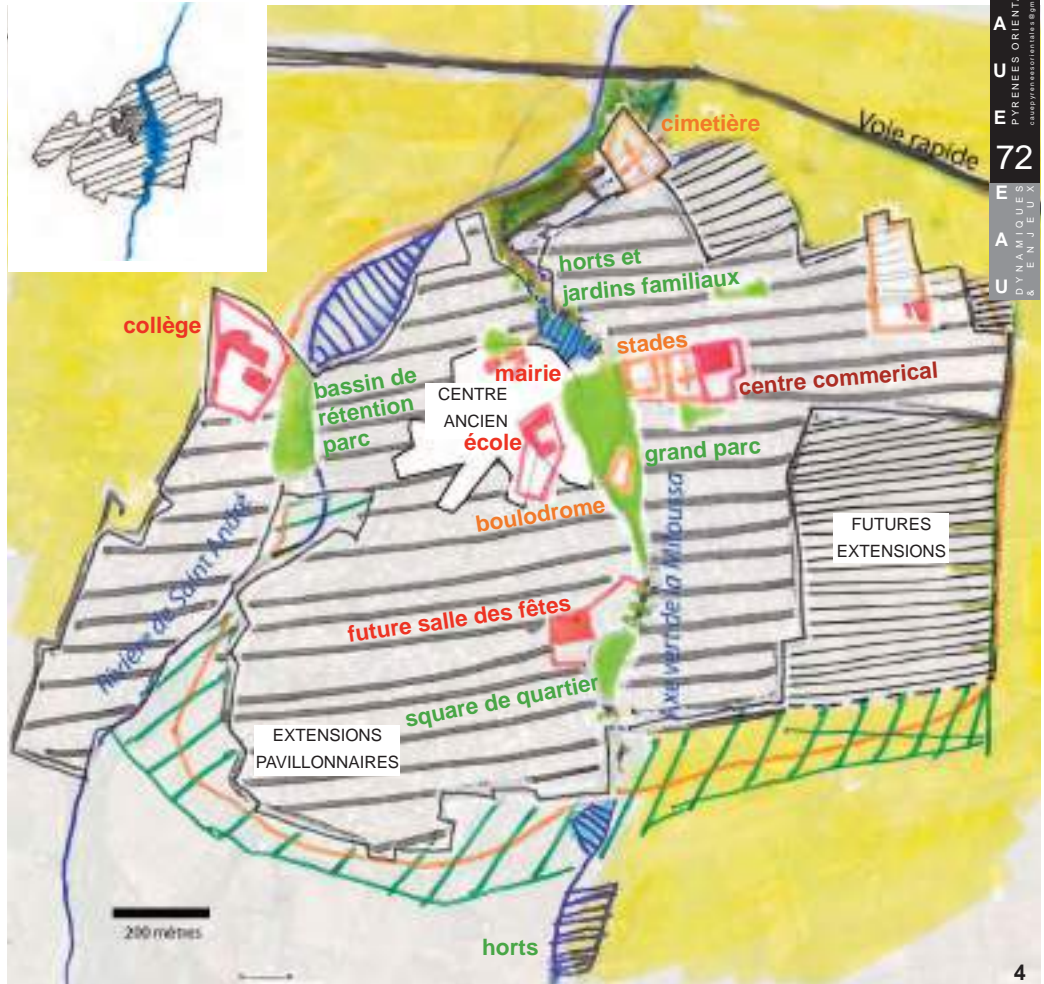 cimetière
Voie rapide
horts et
jardins familiaux
collège
stades
mairie
centre commerical
bassin de
rétention
parc
CENTRE
ANCIEN
école
grand parc
boulodrome
FUTURES
EXTENSIONS
Rivière de Saint André
future salle des fêtes
Axe vert de la
square de quartier
EXTENSIONS
PAVILLONNAIRES
200 mètres
horts
A U E
PYRENEES ORIENT
72
E A U
DYNAMIQUES
& ENJEUX
4